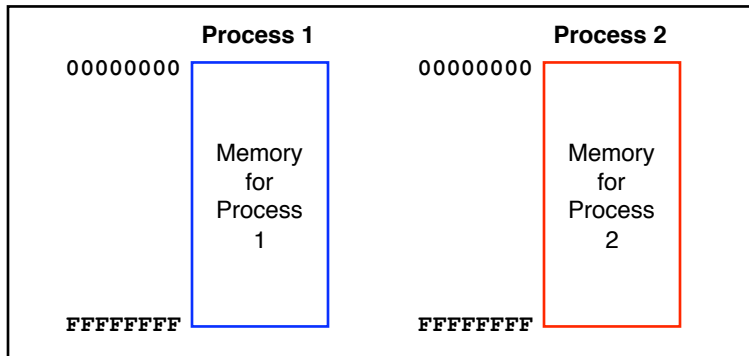 Process 1
Process 2
00000000
00000000
Memory
for
Process
1
Memory
for
Process
2
FFFFFFFF
FFFFFFFF